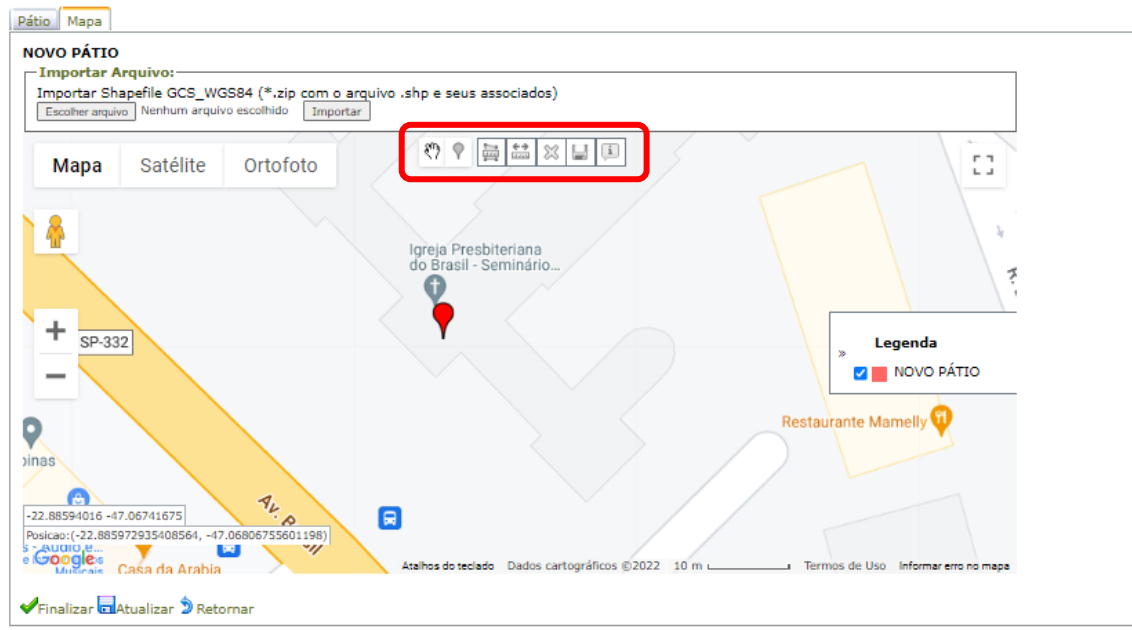 Pátio Mapa
NOVO PÁTIO
Importar Arquivo:
Importar Shapefile GCS_WGS84 (*.zip com o arquivo .shp e seus associados)
Escolher arquivo Nenhum arquivo escolhido Importar
Mapa Satélite Ortofoto
Igreja Presbiteriana
do Brasil - Seminário...
SP-332
Legenda
»
NOVO PÁTIO
Restaurante Mamelly
pinas
-22.88594016 -47.06741675
Posicao:(-22.885972935408564, -47.06806755601198)
Google
Musicais
Casa da Arabia
Atalhos do teclado Dados cartográficos ©2022 10 m Termos de Uso Informar erro no mapa
Finalizar Atualizar Retornar